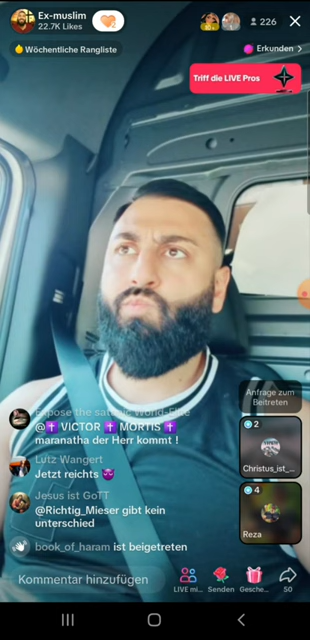 Ex-muslim
22.7K Likes
226
Wöchentliche Rangliste
Erkunden >
Triff die LIVE Pros
Anfrage zum
Beitreten
Expose the satanic World-Elite
@✝️ VICTOR ✝️ MORTIS ✝️
maranatha der Herr kommt !
2
Christus_ist_...
Lutz Wangert
Jetzt reichts 😈
4
Reza
Jesus ist GoTT
@Richtig_Mieser gibt kein
unterschied
book_of_haram ist beigetreten
Kommentar hinzufügen
LIVE mi...
Senden
Gesche...
50